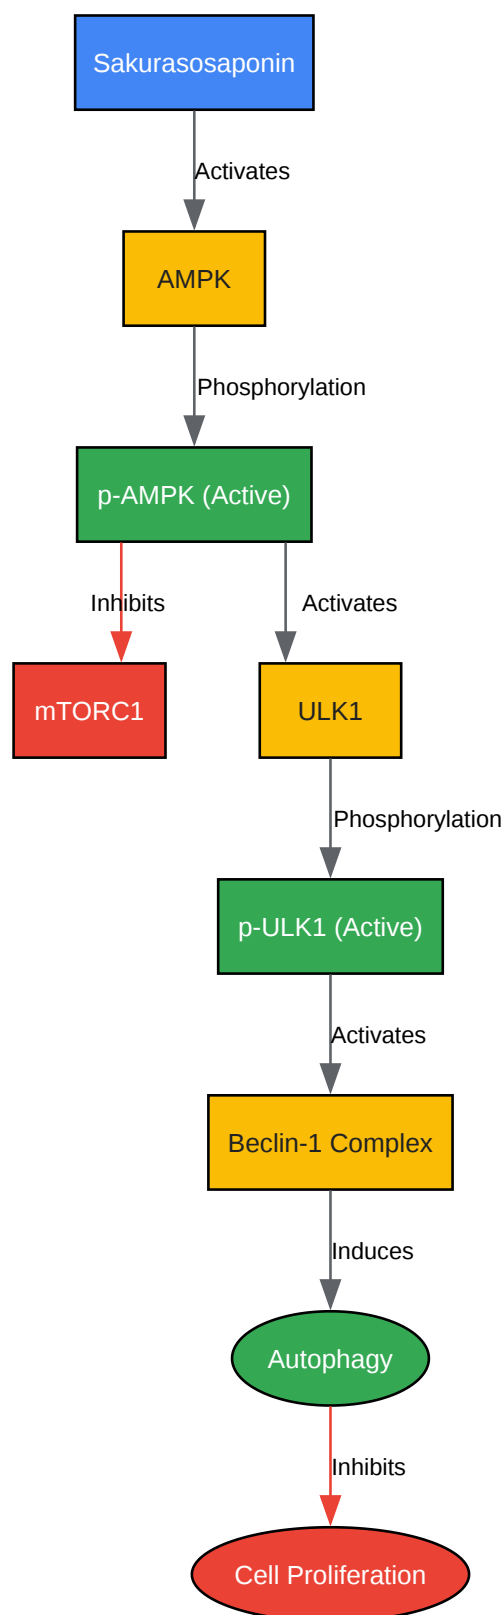 Sakurasosaponin
Activates
AMPK
Phosphorylation
p-AMPK (Active)
Inhibits
Activates
mTORC1
ULK1
Phosphorylation
p-ULK1 (Active)
Activates
Beclin-1 Complex
Induces
Autophagy
Inhibits
Cell Proliferation